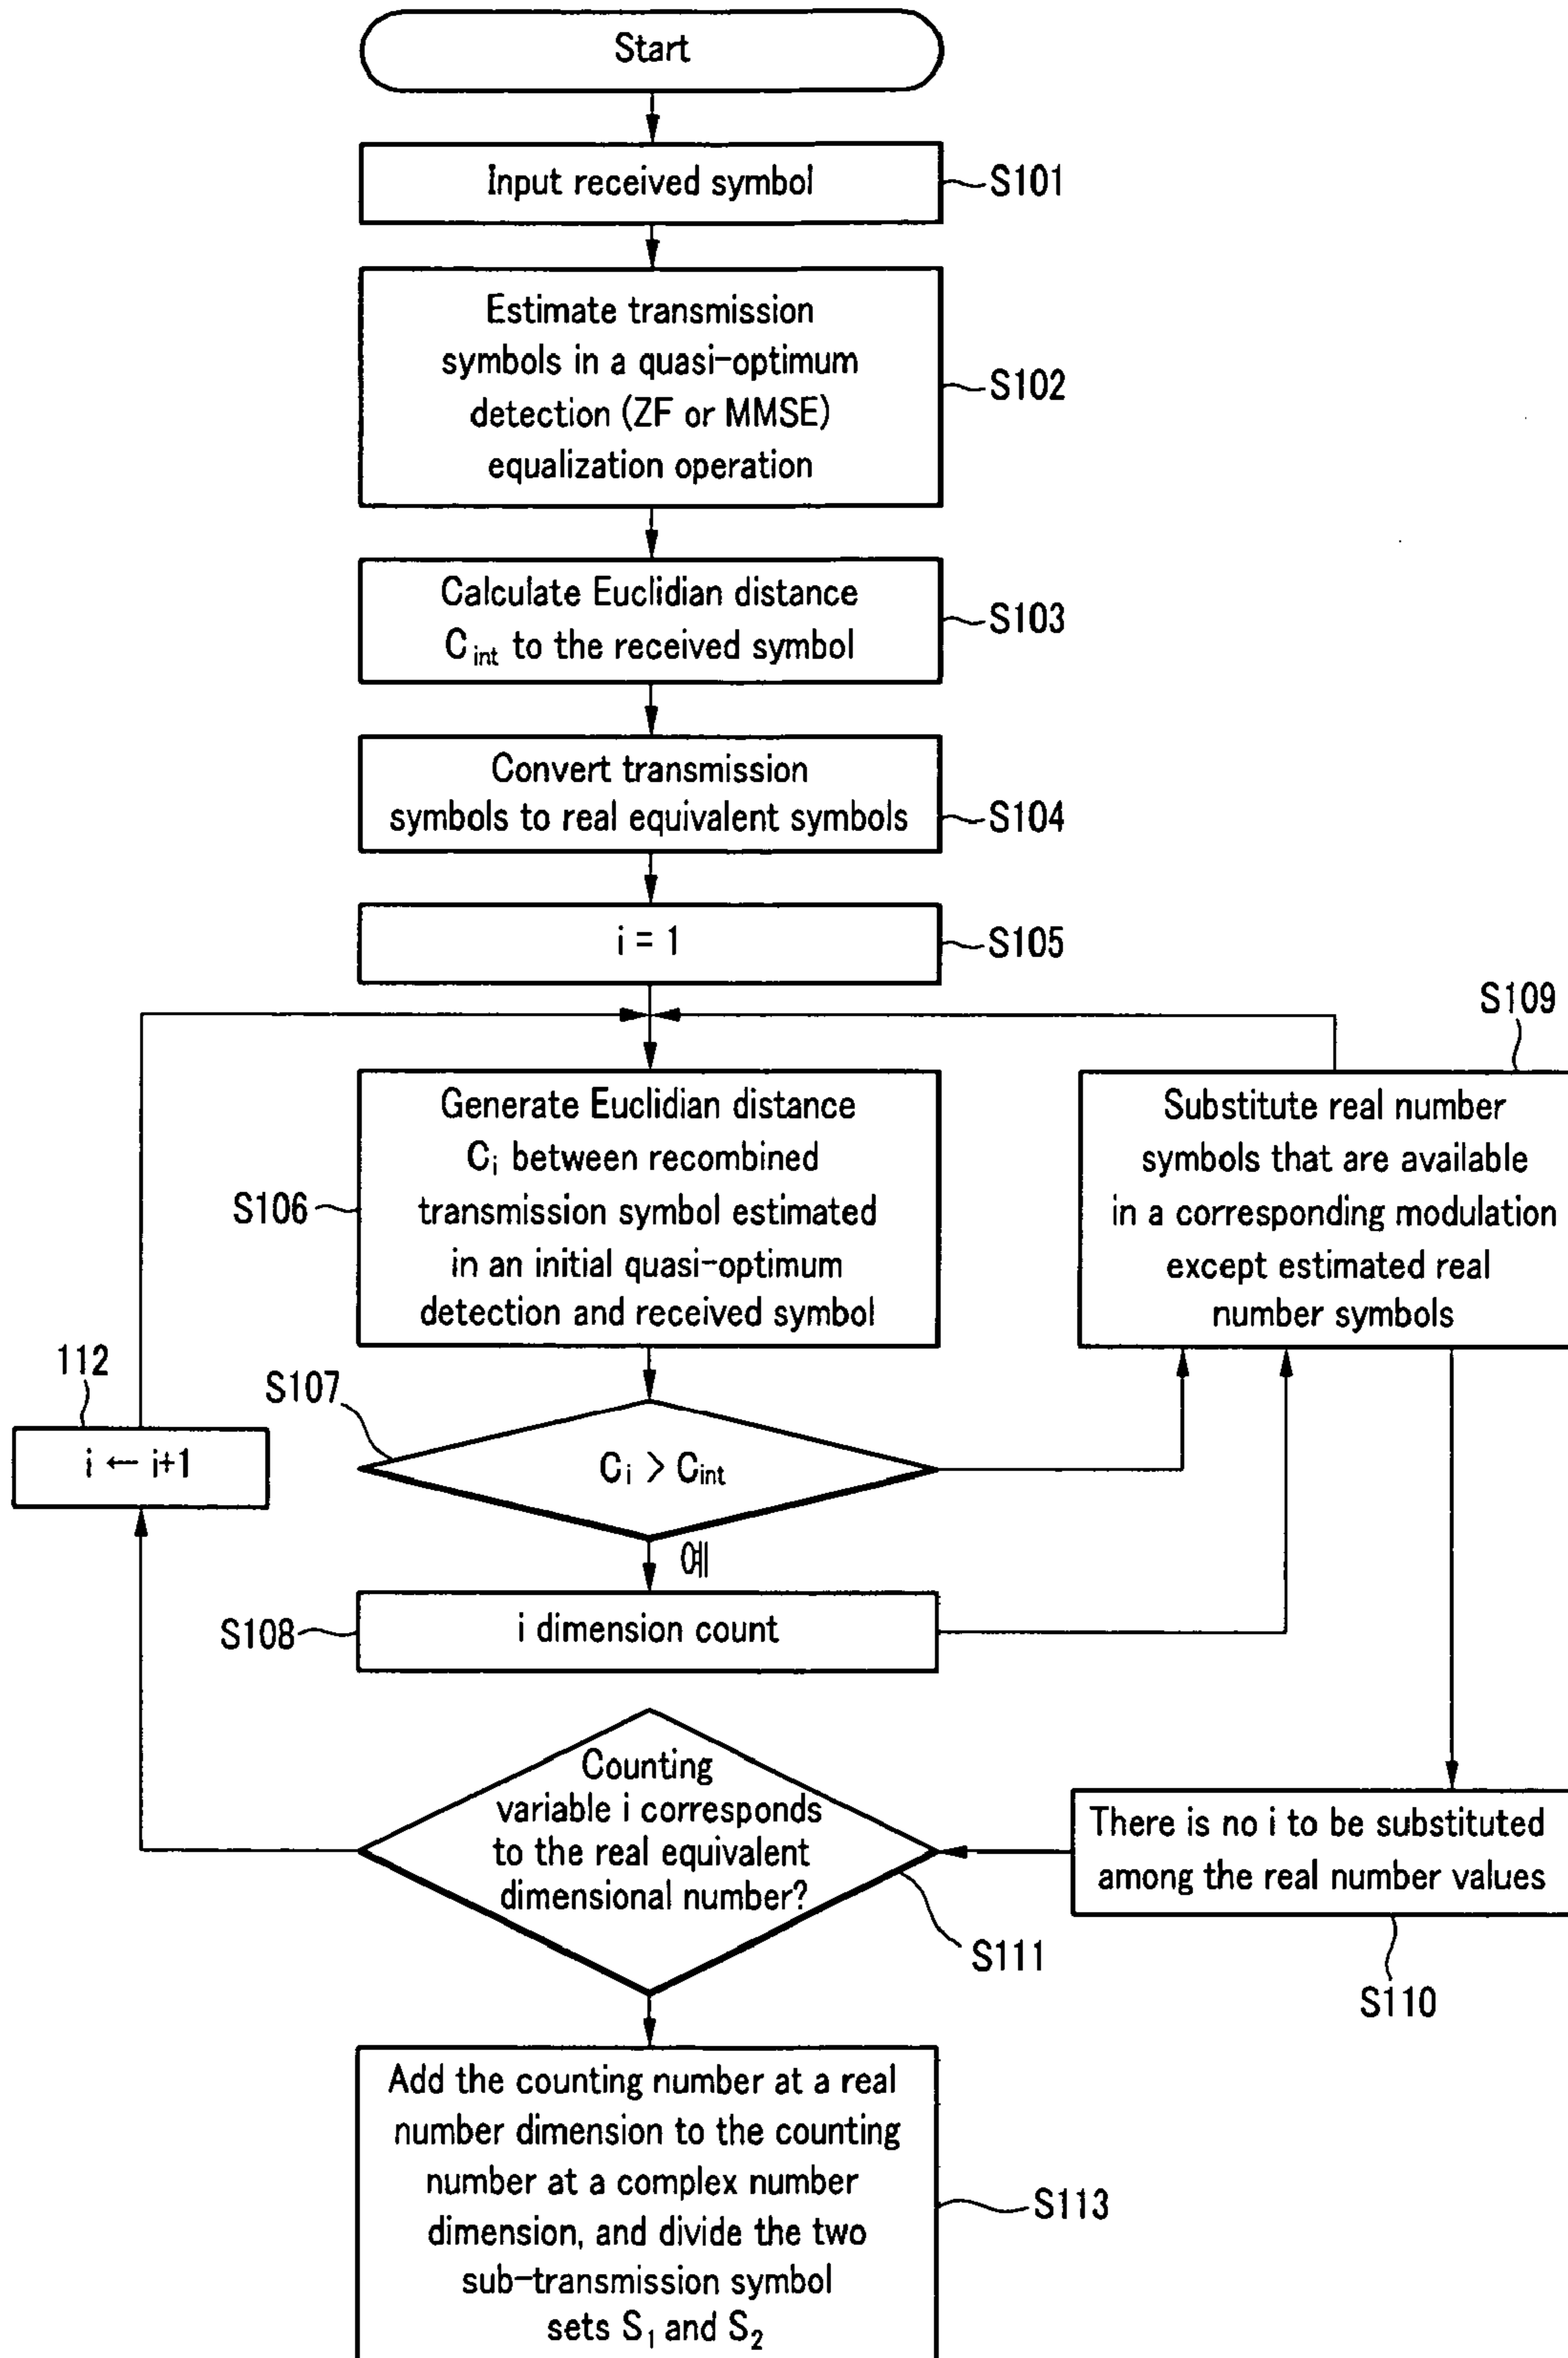 Start
Input received symbol
S101
Estimate transmission
symbols in a quasi-optimum
detection (ZF or MMSE)
equalization operation
S102
Calculate Euclidian distance
C int to the received symbol
S103
Convert transmission
symbols to real equivalent symbols
S104
i = 1
S105
S109
Generate Euclidian distance
C i between recombined
transmission symbol estimated
in an initial quasi-optimum
detection and received symbol
S106
Substitute real number
symbols that are available
in a corresponding modulation
except estimated real
number symbols
112
i ← i+1
S107
C i > C int
예
S108
i dimension count
Counting
variable i corresponds
to the real equivalent
dimensional number?
S111
There is no i to be substituted
among the real number values
S110
Add the counting number at a real
number dimension to the counting
number at a complex number
dimension, and divide the two
sub-transmission symbol
sets S 1 and S 2
S113